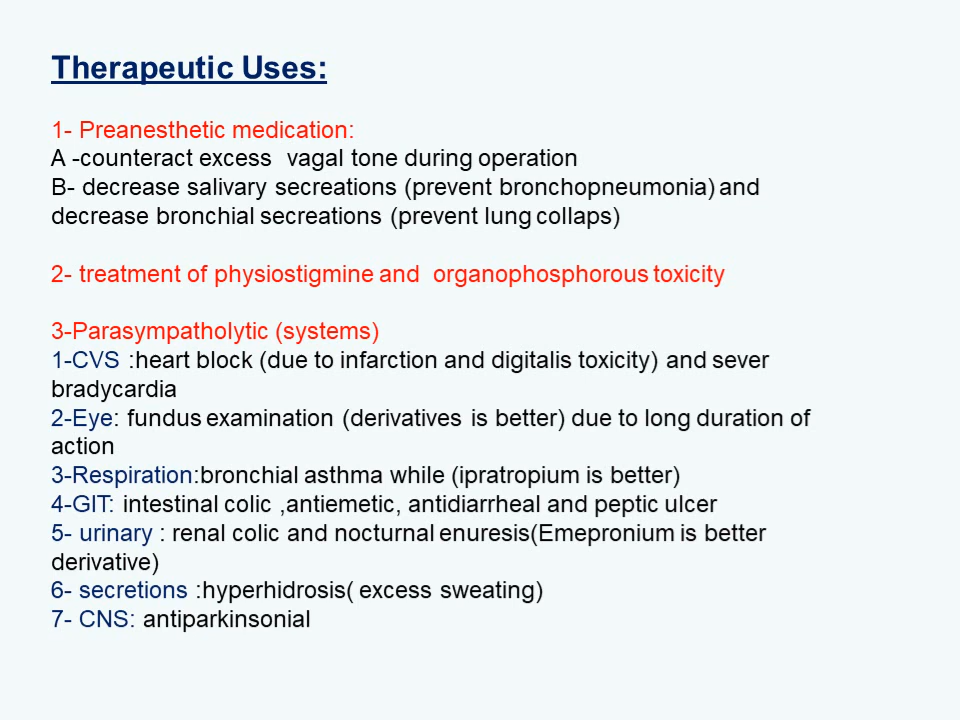 Therapeutic Uses:
1- Preanesthetic medication:
A -counteract excess  vagal tone during operation
B- decrease salivary secreations (prevent bronchopneumonia) and
decrease bronchial secreations (prevent lung collaps)
2- treatment of physiostigmine and  organophosphorous toxicity
3-Parasympatholytic (systems)
1-CVS :heart block (due to infarction and digitalis toxicity) and sever
bradycardia
2-Eye: fundus examination (derivatives is better) due to long duration of
action
3-Respiration:bronchial asthma while (ipratropium is better)
4-GIT: intestinal colic ,antiemetic, antidiarrheal and peptic ulcer
5- urinary : renal colic and nocturnal enuresis(Emepronium is better
derivative)
6- secretions :hyperhidrosis( excess sweating)
7- CNS: antiparkinsonial